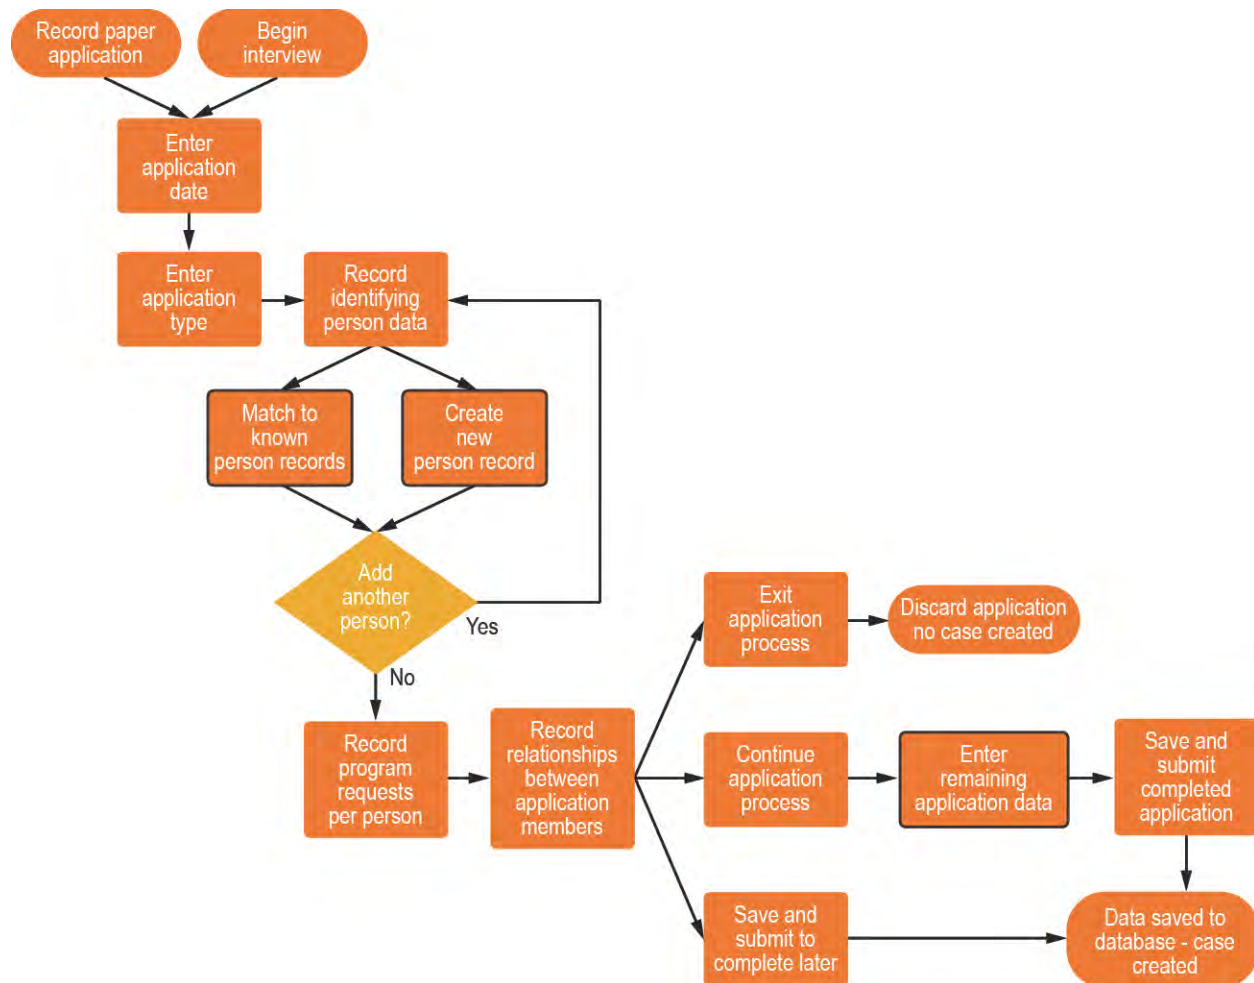 Record paper
application
Begin
interview
Enter
application
date
Enter
application
type
Record
identifying
person data
Match to
known
person records
Create
new
person record
Add
another
person?
Yes
No
Record
program
requests
per person
Record
relationships
between
application
members
Exit
application
process
Discard application
no case created
Continue
application
process
Enter
remaining
application data
Save and
submit
completed
application
Save and
submit to
complete later
Data saved to
database - case
created